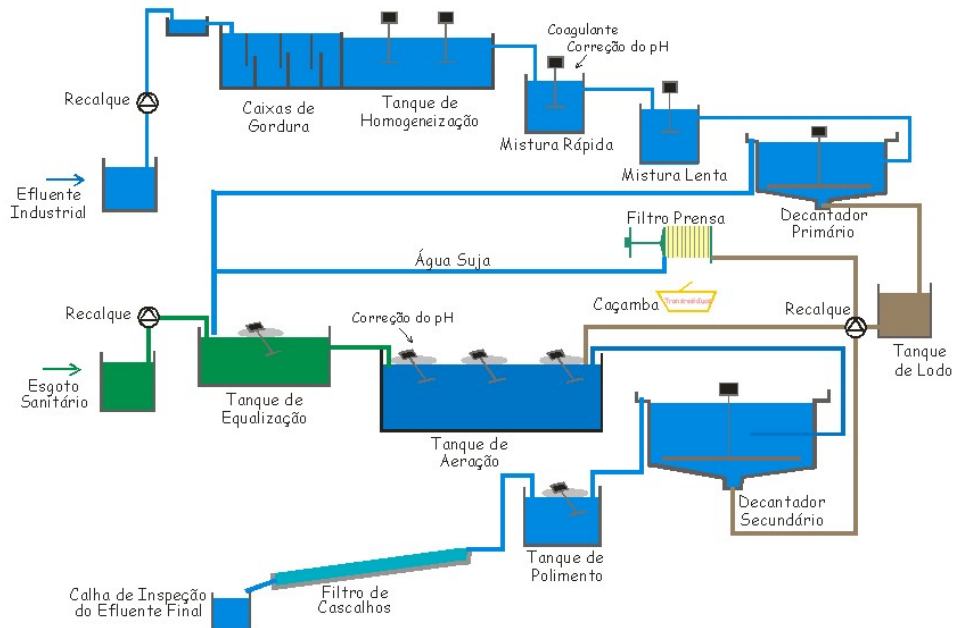 Coagulante
Correção do pH
Recalque
Caixas de
Gordura
Tanque de
Homogeneização
Mistura Rápida
Mistura Lenta
Efluente
Industrial
Decantador
Primário
Filtro Prensa
Água Suja
Caçamba
Transresíduos
Recalque
Recalque
Correção do pH
Tanque
de Lodo
Esgoto
Sanitário
Tanque de
Equalização
Tanque de
Aeração
Decantador
Secundário
Tanque de
Polimento
Filtro de
Cascalhos
Calha de Inspeção
do Efluente Final